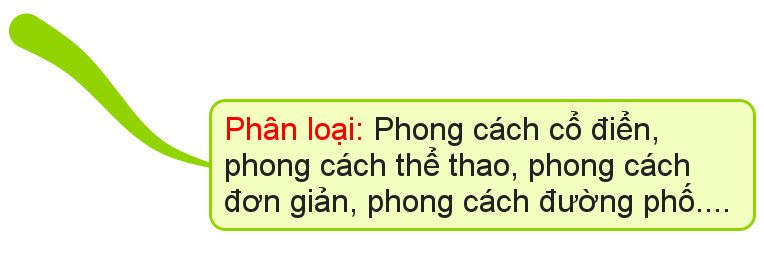 Phân loại: Phong cách cổ điển,
phong cách thể thao, phong cách
đơn giản, phong cách đường phố....